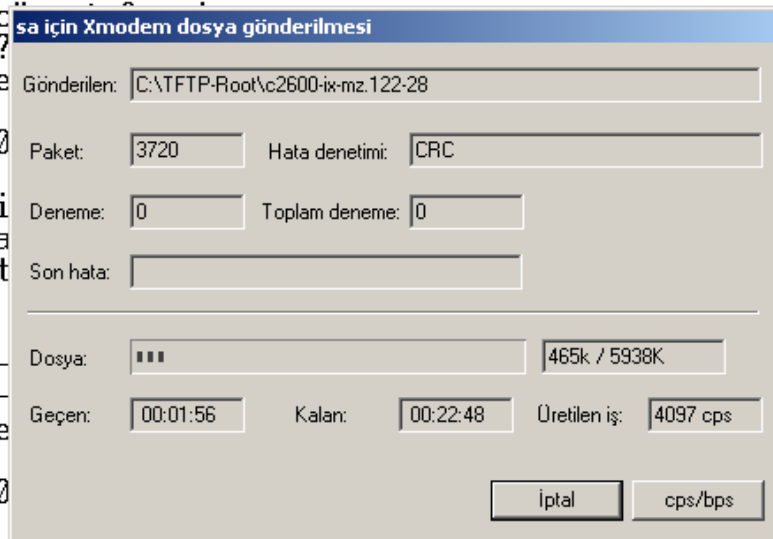 sa için Xmodem dosya gönderilmesi
Gönderilen: C:\TFTP-Root\c2600-ix-mz.122-28
Paket: 3720 Hata denetimi: CRC
Deneme: 0 Toplam deneme: 0
Son hata:
Dosya: 465k / 5938K
Geçen: 00:01:56 Kalan: 00:22:48 Üretilen iş: 4097 cps
İptal cps/bps